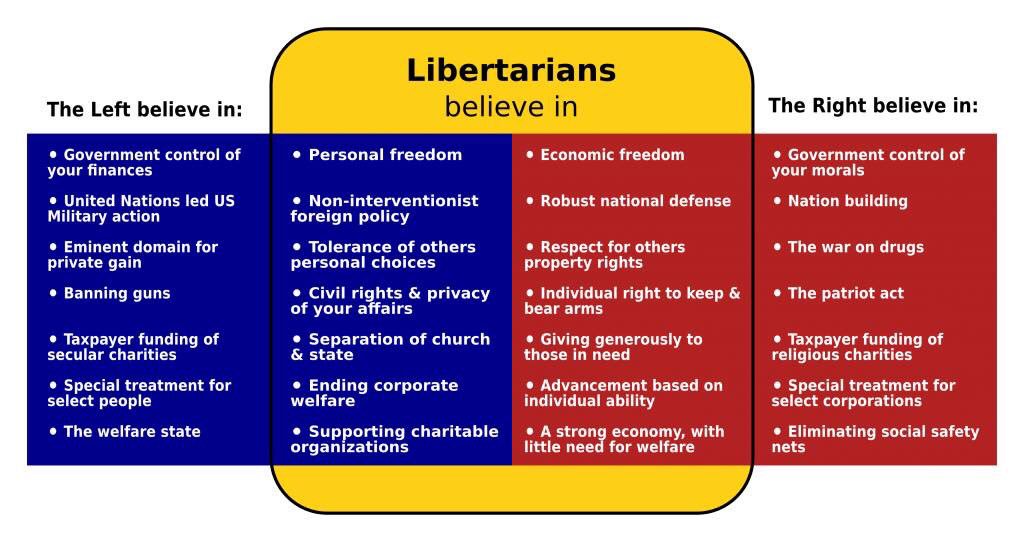 Libertarians
believe in
The Left believe in:
• Government control of
your finances
• United Nations led US
Military action
• Eminent domain for
private gain
• Banning guns
• Taxpayer funding of
secular charities
• Special treatment for
select people
• The welfare state
• Personal freedom
• Non-interventionist
foreign policy
• Tolerance of others
personal choices
• Civil rights & privacy
of your affairs
• Separation of church
& state
• Ending corporate
welfare
• Supporting charitable
organizations
• Economic freedom
• Robust national defense
• Respect for others
property rights
• Individual right to keep &
bear arms
• Giving generously to
those in need
• Advancement based on
individual ability
• A strong economy, with
little need for welfare
The Right believe in:
• Government control of
your morals
• Nation building
• The war on drugs
• The patriot act
• Taxpayer funding of
religious charities
• Special treatment for
select corporations
• Eliminating social safety
nets